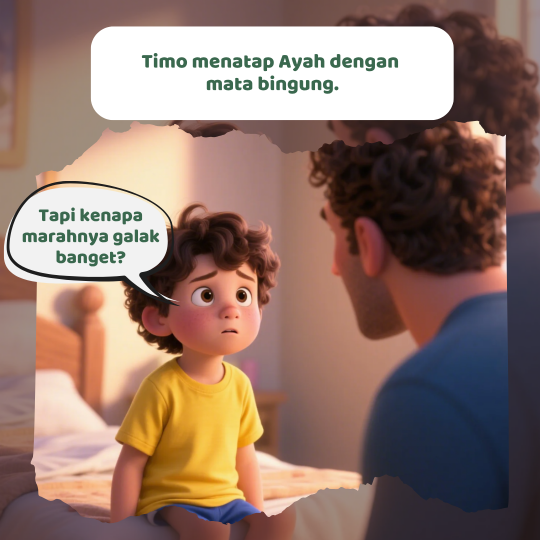 Timo menatap Ayah dengan
mata bingung.
Tapi kenapa
marahnya galak
banget?